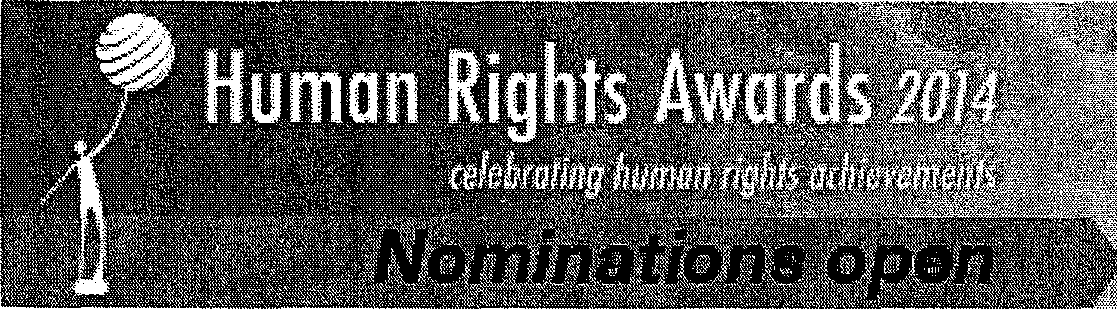 Human Rights Awards 2014
celebrating human rights achievements
Nominations open